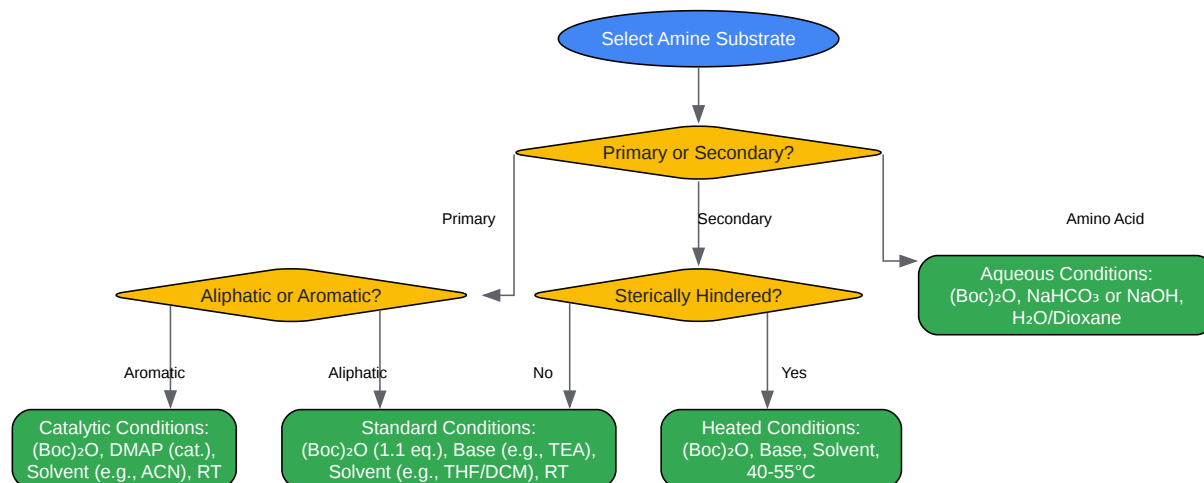 Select Amine Substrate
Primary or Secondary?
Primary
Secondary
Amino Acid
Aliphatic or Aromatic?
Sterically Hindered?
Aqueous Conditions:
(Boc)₂O, NaHCO₃ or NaOH,
H₂O/Dioxane
Aromatic
Aliphatic
No
Yes
Catalytic Conditions:
(Boc)₂O, DMAP (cat.),
Solvent (e.g., ACN), RT
Standard Conditions:
(Boc)₂O (1.1 eq.), Base (e.g., TEA),
Solvent (e.g., THF/DCM), RT
Heated Conditions:
(Boc)₂O, Base, Solvent,
40-55°C